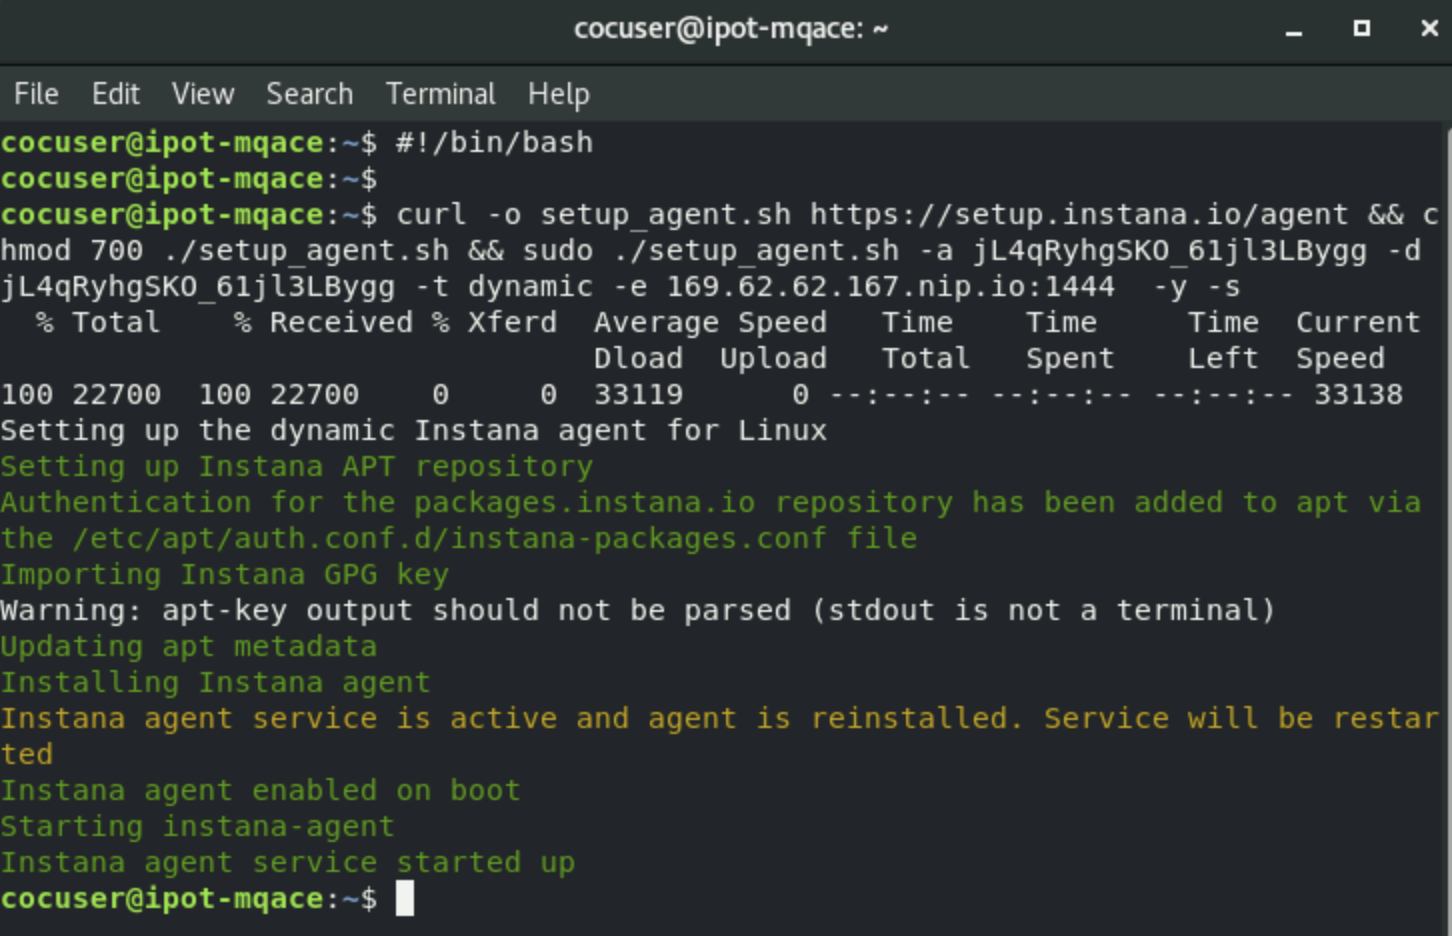 cocuser@ipot-mqace: ~
File Edit View Search Terminal Help
cocuser@ipot-mqace:~$ #!/bin/bash
cocuser@ipot-mqace:~$
cocuser@ipot-mqace:~$ curl -o setup_agent.sh https://setup.instana.io/agent && c
hmod 700 ./setup_agent.sh && sudo ./setup_agent.sh -a jL4qRyhgSKO_61jl3LBygg -d
jL4qRyhgSKO_61jl3LBygg -t dynamic -e 169.62.62.167.nip.io:1444  -y -s
  % Total    % Received % Xferd  Average Speed   Time    Time     Time  Current
                                 Dload  Upload   Total   Spent    Left  Speed
100 22700  100 22700    0     0  33119      0 --:--:-- --:--:-- --:--:-- 33138
Setting up the dynamic Instana agent for Linux
Setting up Instana APT repository
Authentication for the packages.instana.io repository has been added to apt via
the /etc/apt/auth.conf.d/instana-packages.conf file
Importing Instana GPG key
Warning: apt-key output should not be parsed (stdout is not a terminal)
Updating apt metadata
Installing Instana agent
Instana agent service is active and agent is reinstalled. Service will be restar
ted
Instana agent enabled on boot
Starting instana-agent
Instana agent service started up
cocuser@ipot-mqace:~$